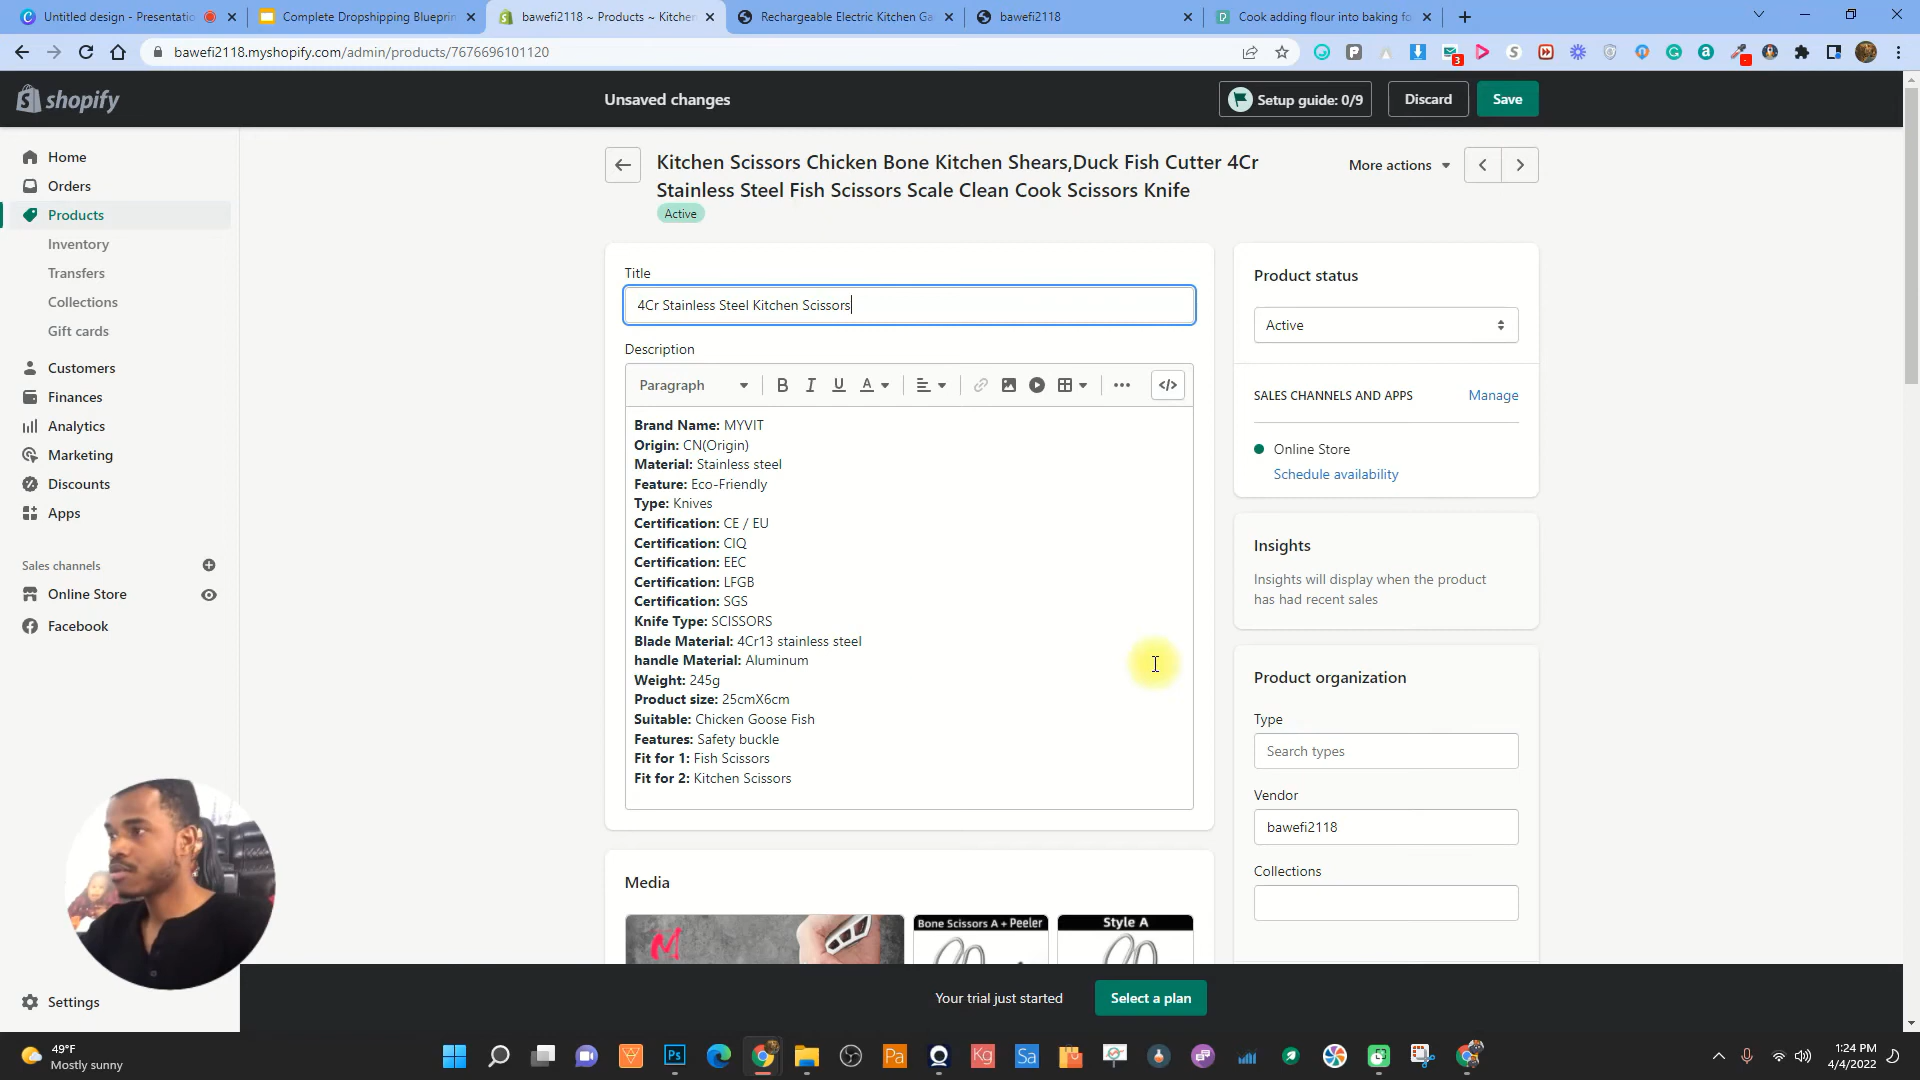 Untitled design - Presentatio
Complete Dropshipping Blueprin
bawefi2118 ~ Products ~ Kitchen
Rechargeable Electric Kitchen Ga
bawefi2118
Cook adding flour into baking fo
bawefi2118.myshopify.com/admin/products/7676696101120
shopify
Unsaved changes
Setup guide: 0/9
Discard
Save
Home
Orders
Products
Inventory
Transfers
Collections
Gift cards
Customers
Finances
Analytics
Marketing
Discounts
Apps
Sales channels
Online Store
Facebook
Settings
Kitchen Scissors Chicken Bone Kitchen Shears,Duck Fish Cutter 4Cr
Stainless Steel Fish Scissors Scale Clean Cook Scissors Knife
Active
More actions
Title
4Cr Stainless Steel Kitchen Scissors
Description
Paragraph
B I U A
</>
Brand Name: MYVIT
Origin: CN(Origin)
Material: Stainless steel
Feature: Eco-Friendly
Type: Knives
Certification: CE / EU
Certification: CIQ
Certification: EEC
Certification: LFGB
Certification: SGS
Knife Type: SCISSORS
Blade Material: 4Cr13 stainless steel
handle Material: Aluminum
Weight: 245g
Product size: 25cmX6cm
Suitable: Chicken Goose Fish
Features: Safety buckle
Fit for 1: Fish Scissors
Fit for 2: Kitchen Scissors
Media
M
Bone Scissors A + Peeler
Style A
Product status
Active
SALES CHANNELS AND APPS
Manage
Online Store
Schedule availability
Insights
Insights will display when the product
has had recent sales
Product organization
Type
Search types
Vendor
bawefi2118
Collections
Your trial just started
Select a plan
49°F
Mostly sunny
Ps
Pa
Kg
Sa
1:24 PM
4/4/2022